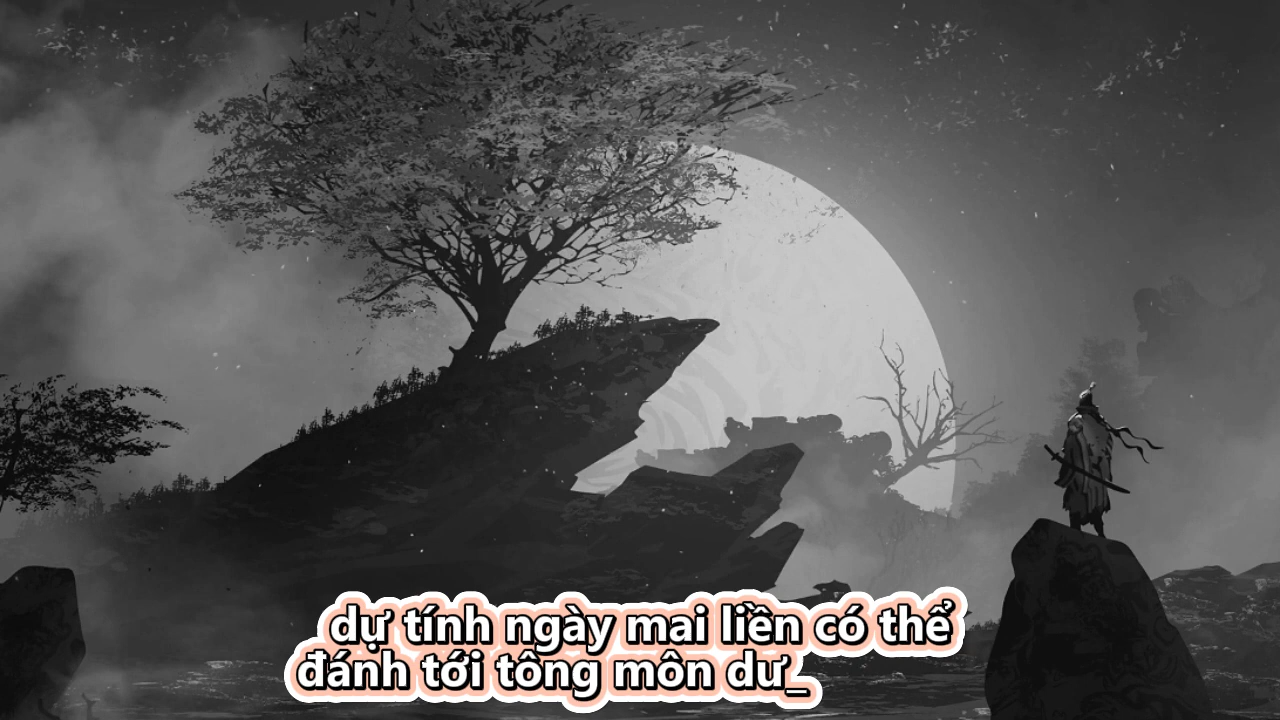 dự tính ngày mai liền có thể
đánh tới tông môn dư_